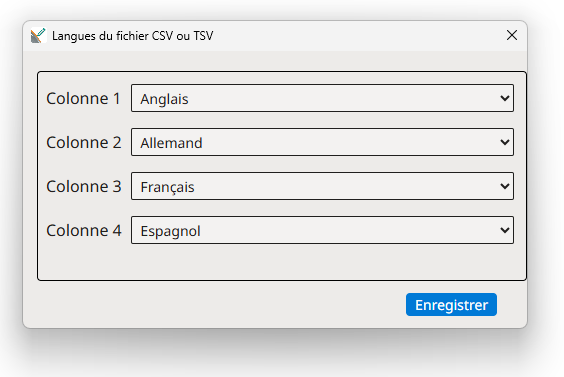 Langues du fichier CSV ou TSV
Colonne 1 Anglais
Colonne 2 Allemand
Colonne 3 Français
Colonne 4 Espagnol
Enregistrer